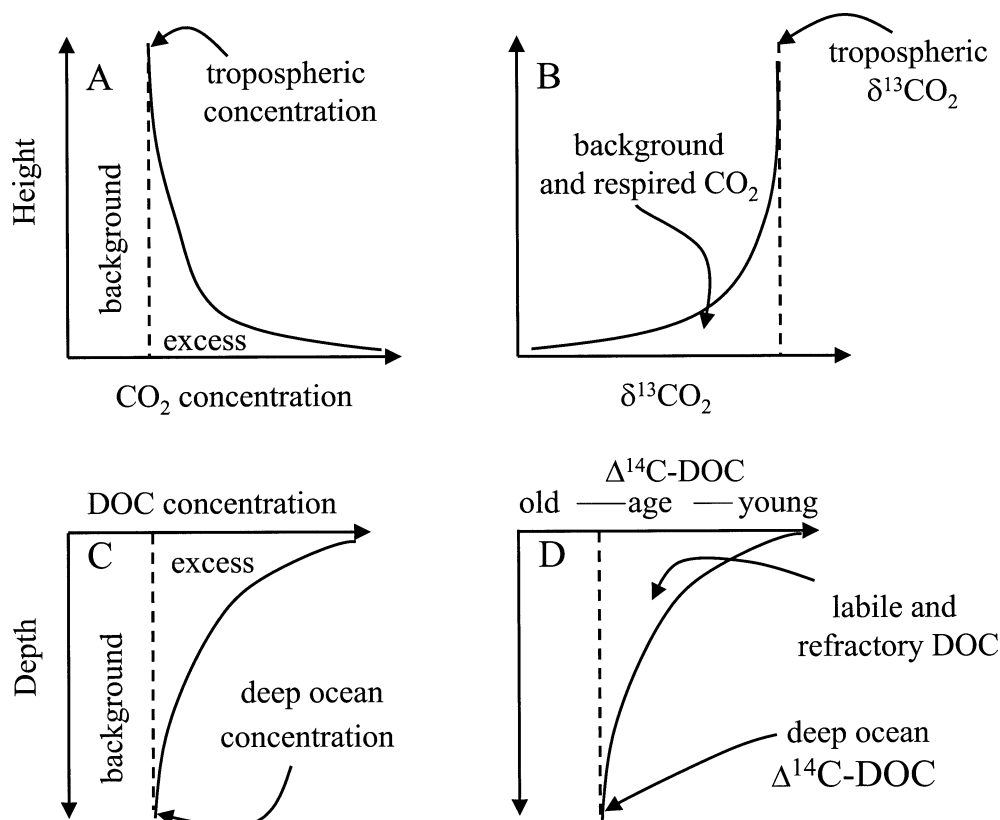 A
tropospheric
concentration
Height
background
excess
CO₂ concentration
B
tropospheric
δ¹³CO₂
background
and respired CO₂
δ¹³CO₂
DOC concentration
C
excess
Depth
background
deep ocean
concentration
Δ¹⁴C-DOC
old — age — young
D
labile and
refractory DOC
deep ocean
Δ¹⁴C-DOC